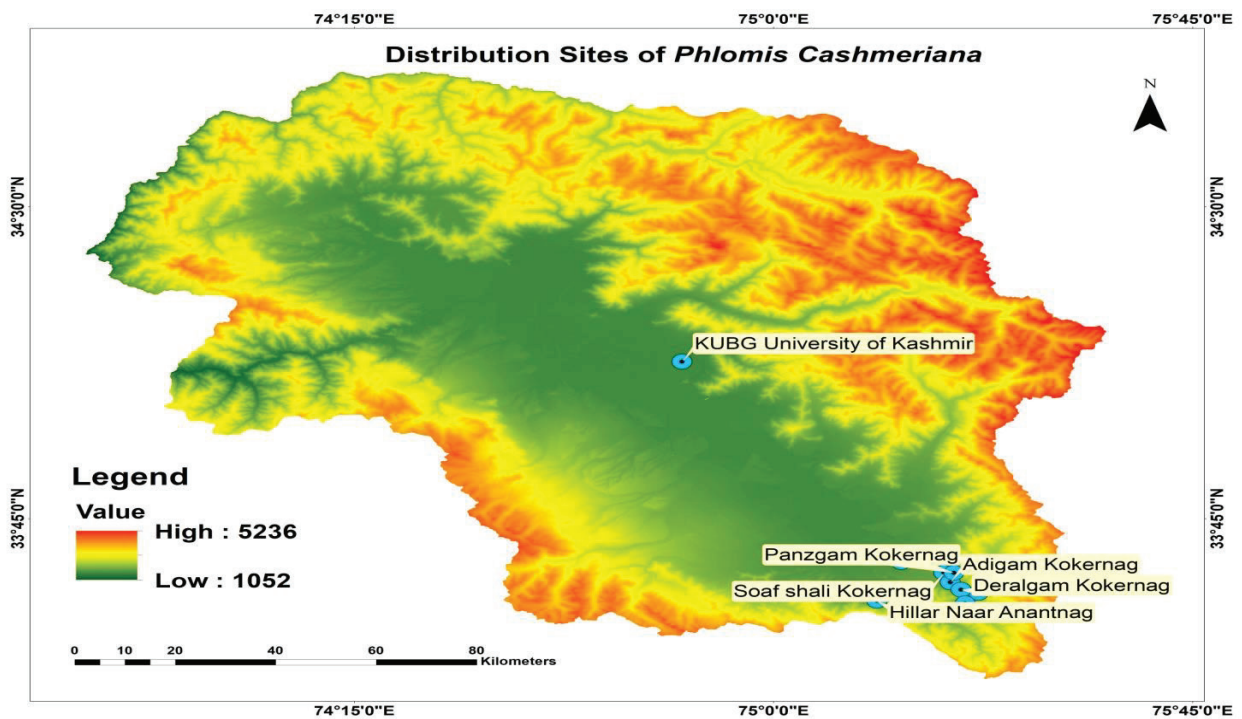 74°15'0"E 75°0'0"E 75°45'0"E
Distribution Sites of Phlomis Cashmeriana
N
34°30'0"N 34°30'0"N
KUBG University of Kashmir
Legend
Value
High : 5236
Low : 1052
33°45'0"N 33°45'0"N
Panzgam Kokernag
Adigam Kokernag
Soaf shali Kokernag
Deralgam Kokernag
Hillar Naar Anantnag
0 10 20 40 60 80
Kilometers
74°15'0"E 75°0'0"E 75°45'0"E